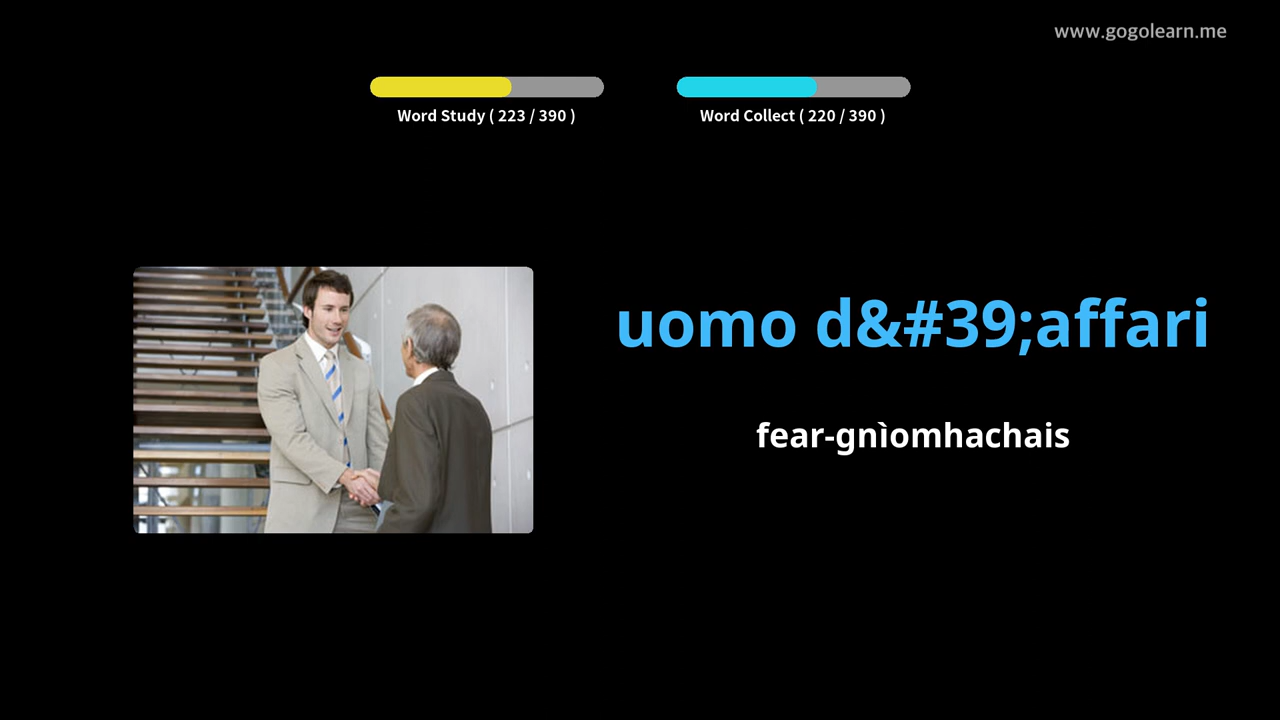 www.gogolearn.me
Word Study ( 223 / 390 )
Word Collect ( 220 / 390 )
uomo d&#39;affari
fear-gnìomhachais